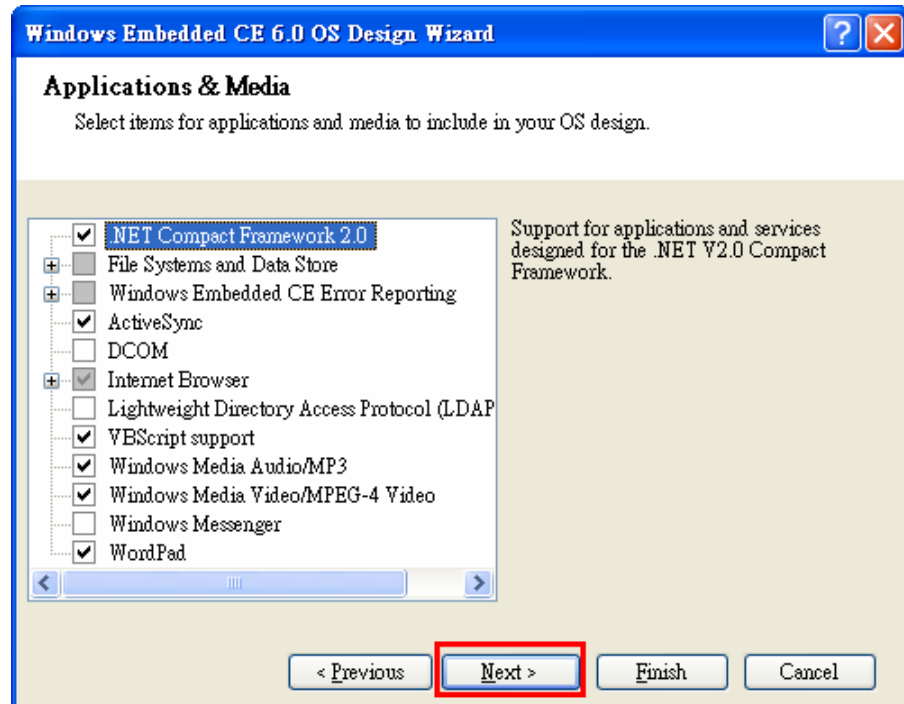 Windows Embedded CE 6.0 OS Design Wizard
Applications & Media
Select items for applications and media to include in your OS design.
.NET Compact Framework 2.0
File Systems and Data Store
Windows Embedded CE Error Reporting
ActiveSync
DCOM
Internet Browser
Lightweight Directory Access Protocol (LDAP
VBScript support
Windows Media Audio/MP3
Windows Media Video/MPEG-4 Video
Windows Messenger
WordPad
Support for applications and services
designed for the .NET V2.0 Compact
Framework.
< Previous
Next >
Finish
Cancel